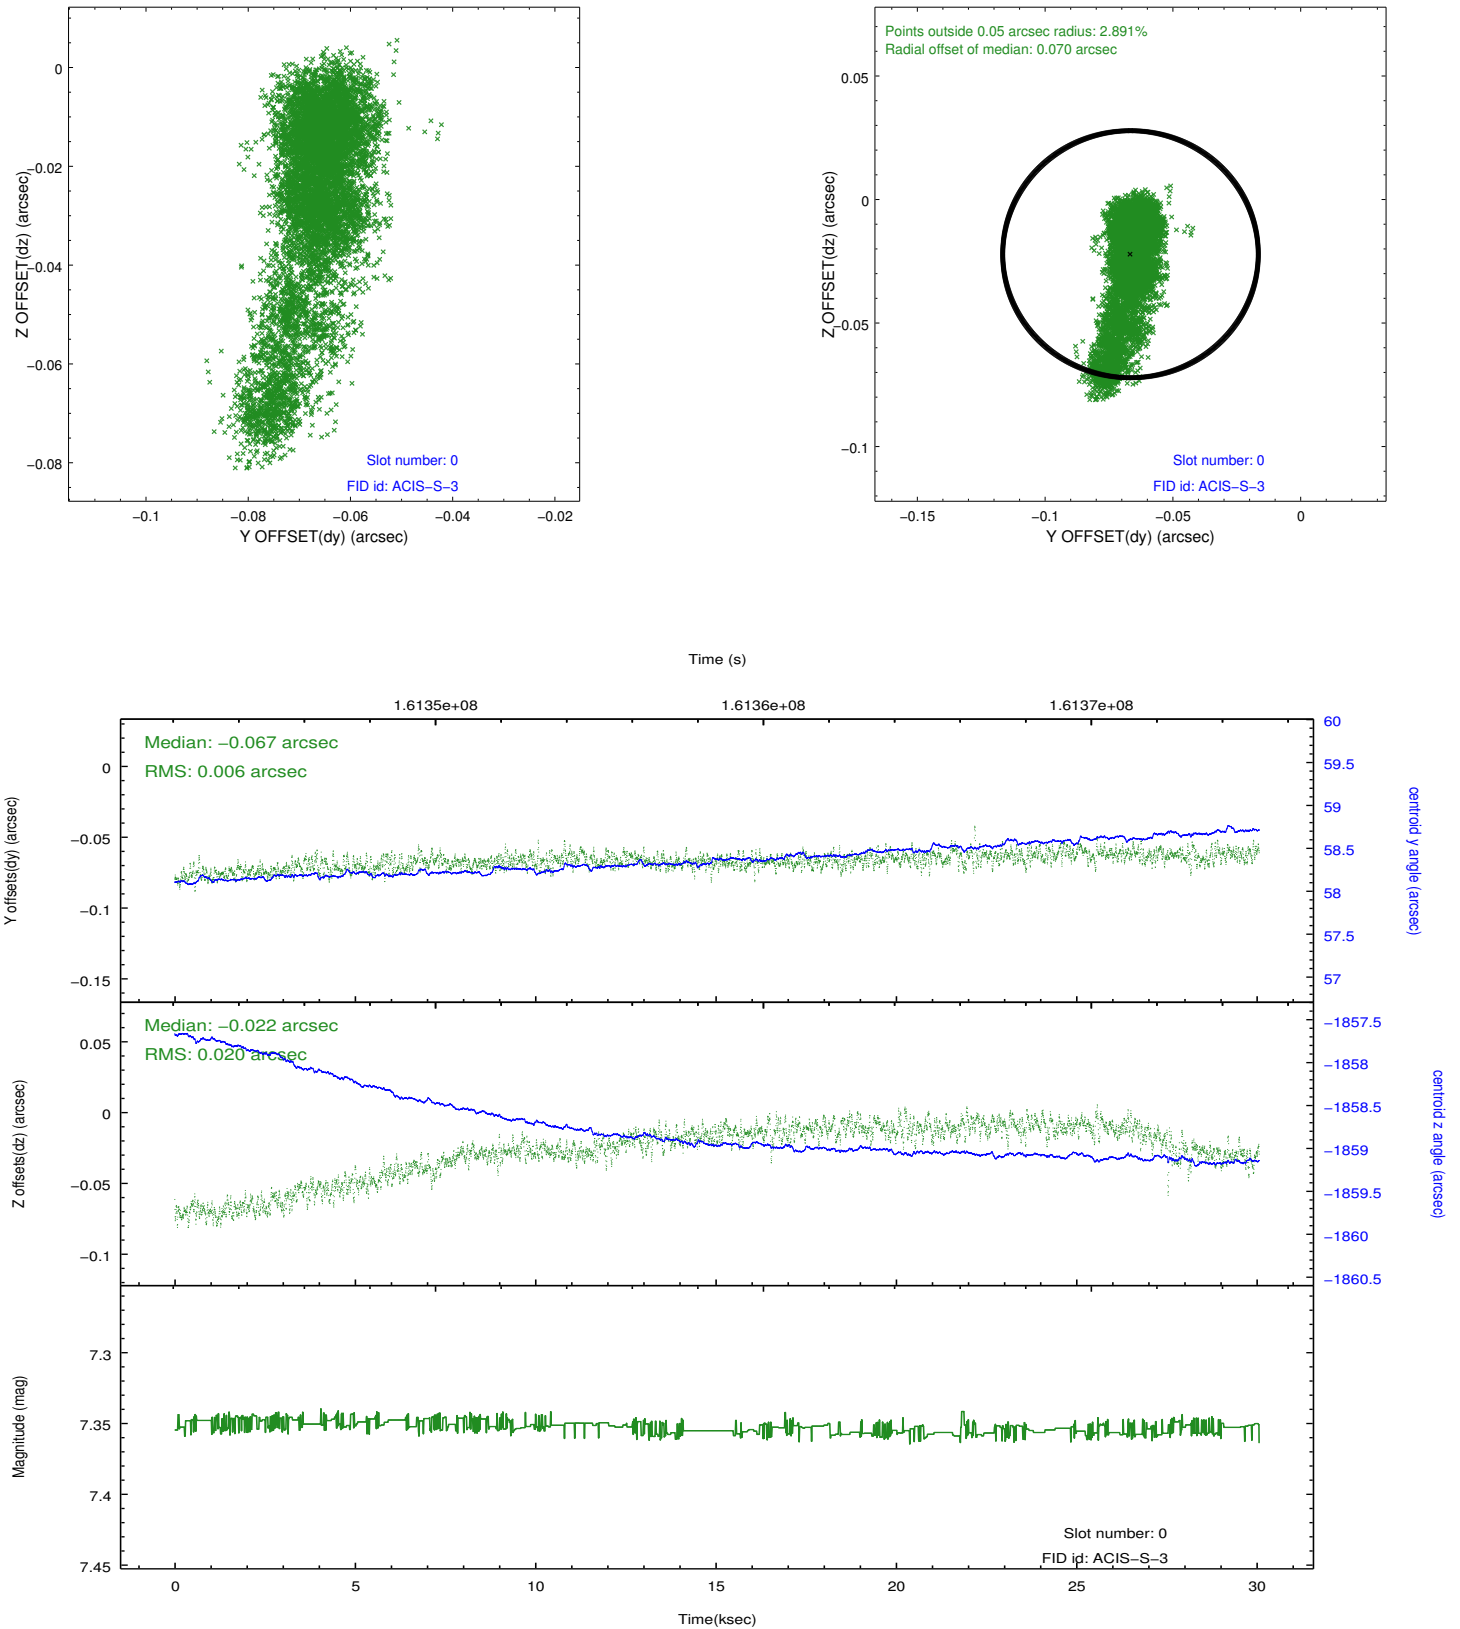 0
−0.02
−0.04
−0.06
−0.08
Z OFFSET(dz) (arcsec)
Slot number: 0
FID id: ACIS−S−3
−0.1
−0.08
−0.06
−0.04
−0.02
Y OFFSET(dy) (arcsec)
Points outside 0.05 arcsec radius: 2.891%
Radial offset of median: 0.070 arcsec
0.05
0
−0.05
−0.1
Z OFFSET(dz) (arcsec)
Slot number: 0
FID id: ACIS−S−3
−0.15
−0.1
−0.05
0
Y OFFSET(dy) (arcsec)
Time (s)
1.6135e+08
1.6136e+08
1.6137e+08
Median: −0.067 arcsec
RMS: 0.006 arcsec
0
−0.05
−0.1
−0.15
Y offsets(dy) (arcsec)
60
59.5
59
58.5
58
57.5
57
centroid y angle (arcsec)
Median: −0.022 arcsec
RMS: 0.020 arcsec
0.05
0
−0.05
−0.1
Z offsets(dz) (arcsec)
−1857.5
−1858
−1858.5
−1859
−1859.5
−1860
−1860.5
centroid z angle (arcsec)
7.3
7.35
7.4
7.45
Magnitude (mag)
Slot number: 0
FID id: ACIS−S−3
0
5
10
15
20
25
30
Time(ksec)